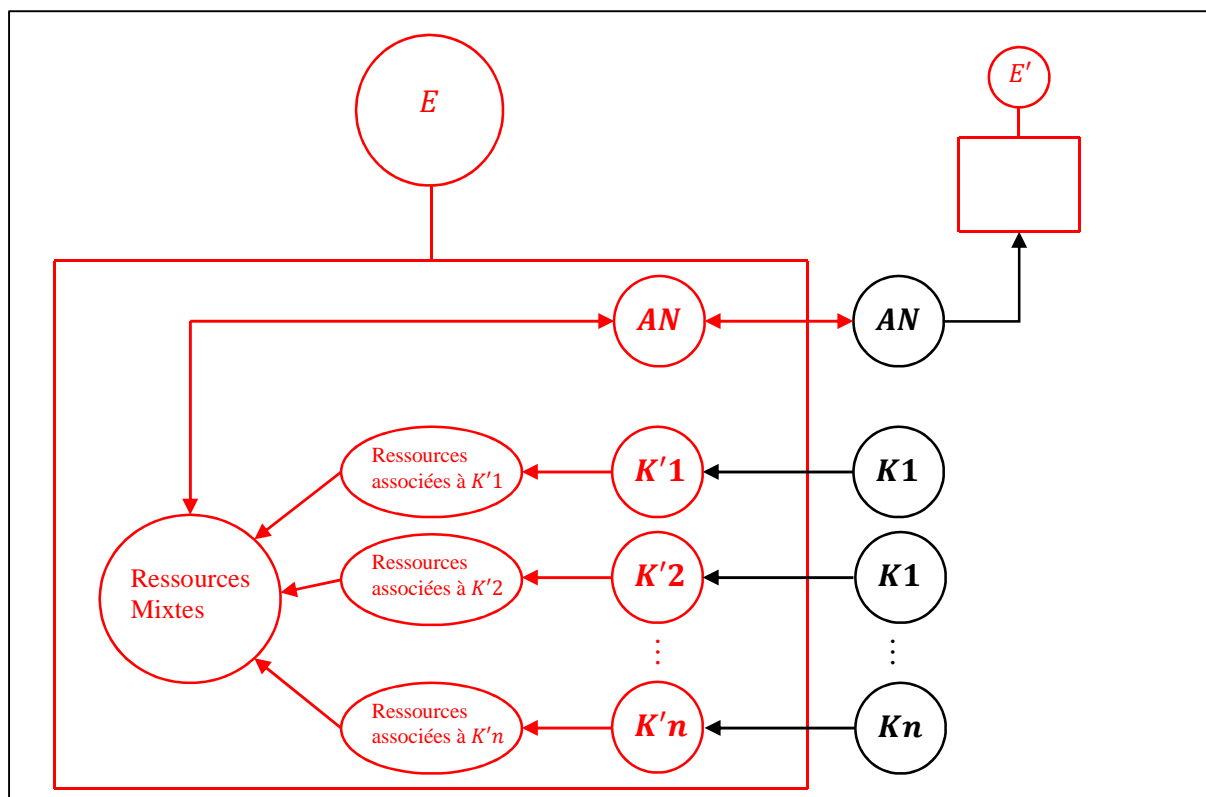 E
E′
AN
AN
Ressources
associées à K′1
K′1
K1
Ressources
Mixtes
Ressources
associées à K′2
K′2
K1
⋮
⋮
Ressources
associées à K′n
K′n
Kn